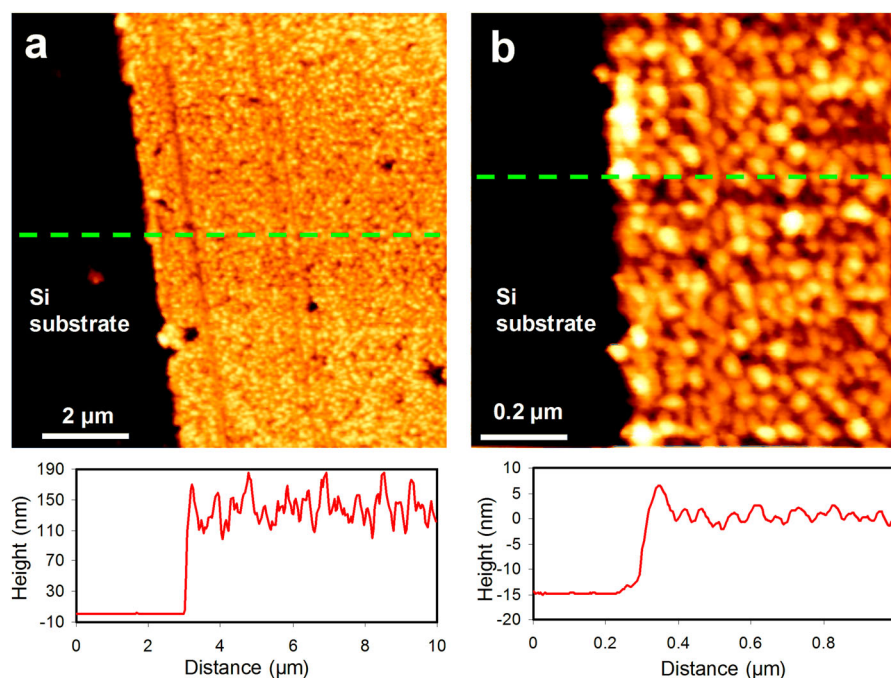 a
Si
substrate
2 µm
b
Si
substrate
0.2 µm
190
150
110
70
30
-10
Height (nm)
0 2 4 6 8 10
Distance (µm)
10
5
0
-5
-10
-15
-20
Height (nm)
0 0.2 0.4 0.6 0.8
Distance (µm)